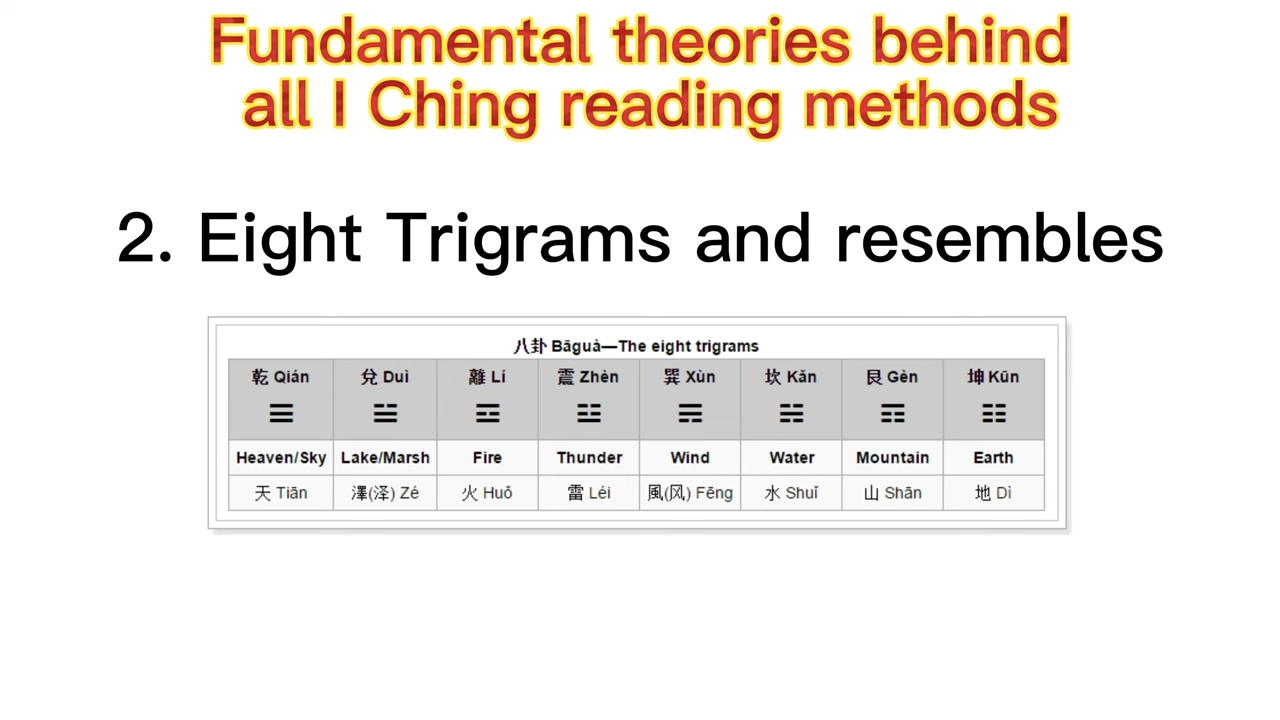 Fundamental theories behind
all I Ching reading methods
2. Eight Trigrams and resembles
八卦 Bāguà—The eight trigrams
乾 Qián 兌 Duì 離 Lí 震 Zhèn 巽 Xùn 坎 Kǎn 艮 Gèn 坤 Kūn
☰ ☱ ☲ ☳ ☴ ☵ ☶ ☷
Heaven/Sky Lake/Marsh Fire Thunder Wind Water Mountain Earth
天 Tiān 澤(泽) Zé 火 Huǒ 雷 Léi 風(风) Fēng 水 Shuǐ 山 Shān 地 Dì